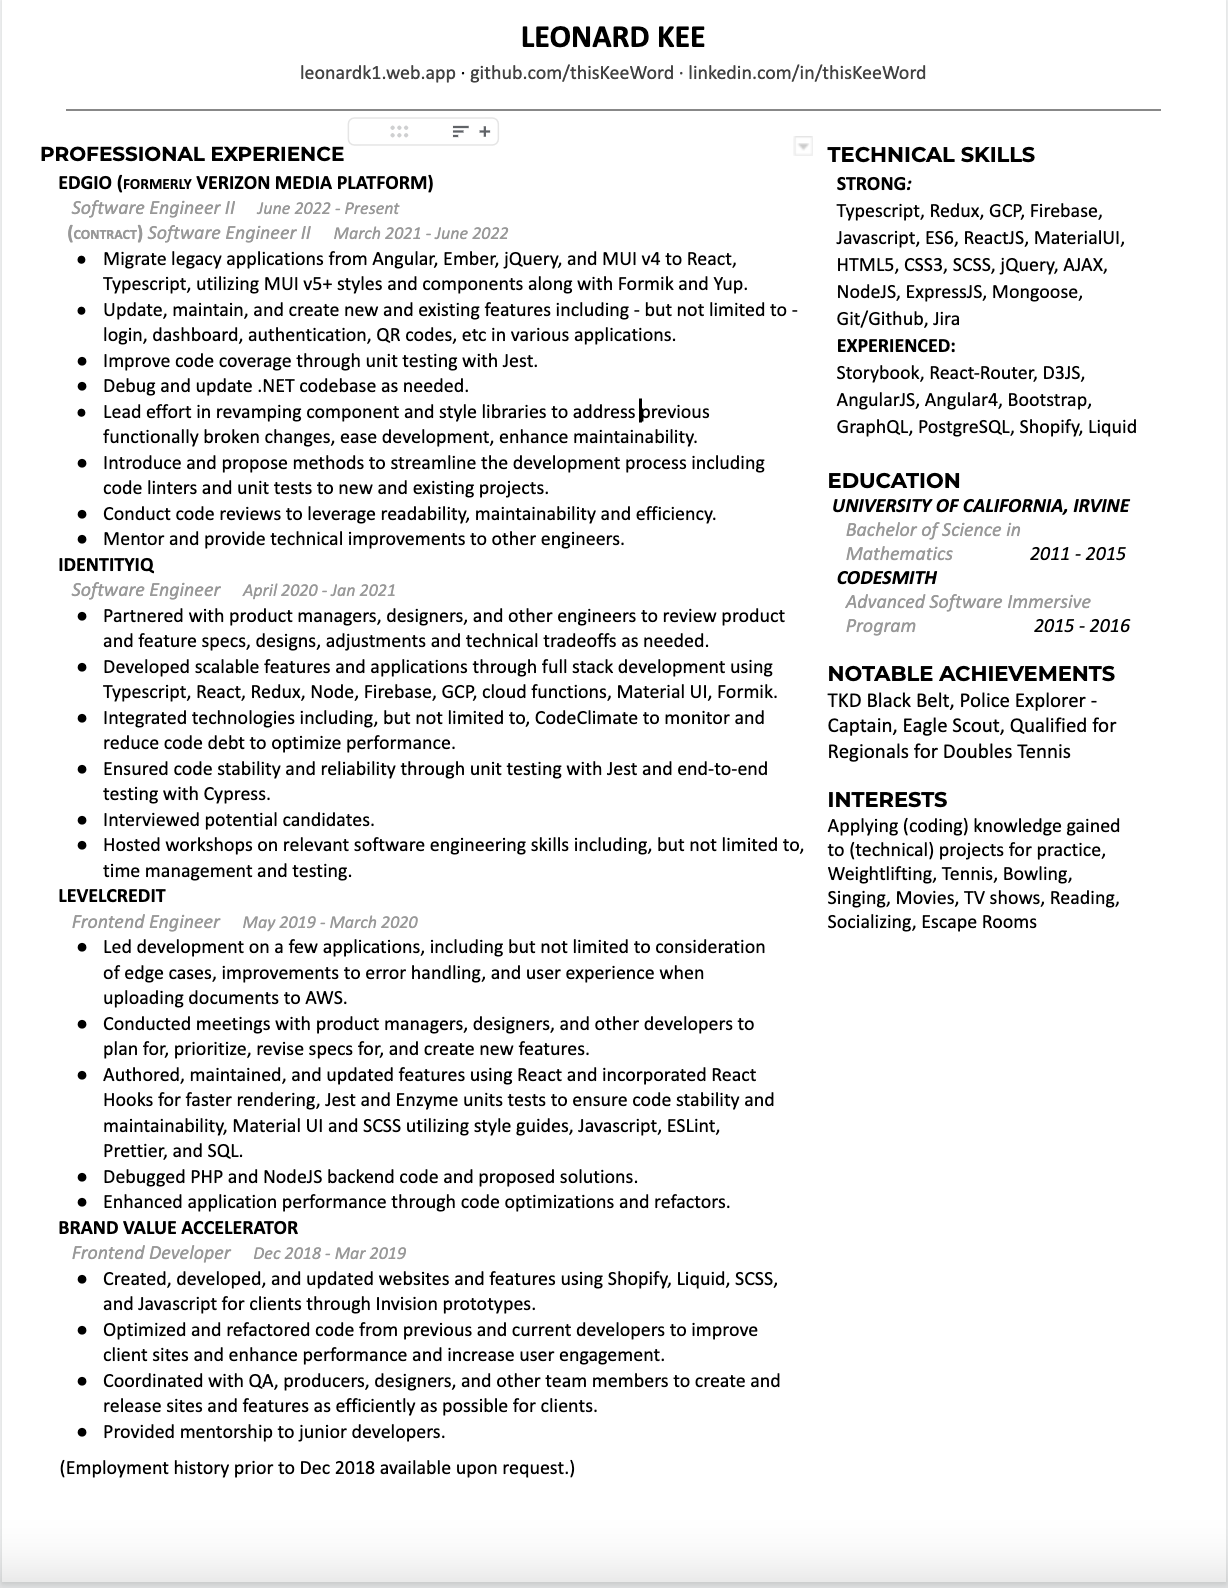 LEONARD KEE
leonardk1.web.app · github.com/thisKeeWord · linkedin.com/in/thisKeeWord
PROFESSIONAL EXPERIENCE
EDGIO (FORMERLY VERIZON MEDIA PLATFORM)
Software Engineer II June 2022 - Present
(CONTRACT) Software Engineer II March 2021 - June 2022
● Migrate legacy applications from Angular, Ember, jQuery, and MUI v4 to React,
Typescript, utilizing MUI v5+ styles and components along with Formik and Yup.
● Update, maintain, and create new and existing features including - but not limited to -
login, dashboard, authentication, QR codes, etc in various applications.
● Improve code coverage through unit testing with Jest.
● Debug and update .NET codebase as needed.
● Lead effort in revamping component and style libraries to address previous
functionally broken changes, ease development, enhance maintainability.
● Introduce and propose methods to streamline the development process including
code linters and unit tests to new and existing projects.
● Conduct code reviews to leverage readability, maintainability and efficiency.
● Mentor and provide technical improvements to other engineers.
IDENTITYIQ
Software Engineer April 2020 - Jan 2021
● Partnered with product managers, designers, and other engineers to review product
and feature specs, designs, adjustments and technical tradeoffs as needed.
● Developed scalable features and applications through full stack development using
Typescript, React, Redux, Node, Firebase, GCP, cloud functions, Material UI, Formik.
● Integrated technologies including, but not limited to, CodeClimate to monitor and
reduce code debt to optimize performance.
● Ensured code stability and reliability through unit testing with Jest and end-to-end
testing with Cypress.
● Interviewed potential candidates.
● Hosted workshops on relevant software engineering skills including, but not limited to,
time management and testing.
LEVELCREDIT
Frontend Engineer May 2019 - March 2020
● Led development on a few applications, including but not limited to consideration
of edge cases, improvements to error handling, and user experience when
uploading documents to AWS.
● Conducted meetings with product managers, designers, and other developers to
plan for, prioritize, revise specs for, and create new features.
● Authored, maintained, and updated features using React and incorporated React
Hooks for faster rendering, Jest and Enzyme units tests to ensure code stability and
maintainability, Material UI and SCSS utilizing style guides, Javascript, ESLint,
Prettier, and SQL.
● Debugged PHP and NodeJS backend code and proposed solutions.
● Enhanced application performance through code optimizations and refactors.
BRAND VALUE ACCELERATOR
Frontend Developer Dec 2018 - Mar 2019
● Created, developed, and updated websites and features using Shopify, Liquid, SCSS,
and Javascript for clients through Invision prototypes.
● Optimized and refactored code from previous and current developers to improve
client sites and enhance performance and increase user engagement.
● Coordinated with QA, producers, designers, and other team members to create and
release sites and features as efficiently as possible for clients.
● Provided mentorship to junior developers.
(Employment history prior to Dec 2018 available upon request.)
TECHNICAL SKILLS
STRONG:
Typescript, Redux, GCP, Firebase,
Javascript, ES6, ReactJS, MaterialUI,
HTML5, CSS3, SCSS, jQuery, AJAX,
NodeJS, ExpressJS, Mongoose,
Git/Github, Jira
EXPERIENCED:
Storybook, React-Router, D3JS,
AngularJS, Angular4, Bootstrap,
GraphQL, PostgreSQL, Shopify, Liquid
EDUCATION
UNIVERSITY OF CALIFORNIA, IRVINE
Bachelor of Science in
Mathematics 2011 - 2015
CODESMITH
Advanced Software Immersive
Program 2015 - 2016
NOTABLE ACHIEVEMENTS
TKD Black Belt, Police Explorer -
Captain, Eagle Scout, Qualified for
Regionals for Doubles Tennis
INTERESTS
Applying (coding) knowledge gained
to (technical) projects for practice,
Weightlifting, Tennis, Bowling,
Singing, Movies, TV shows, Reading,
Socializing, Escape Rooms